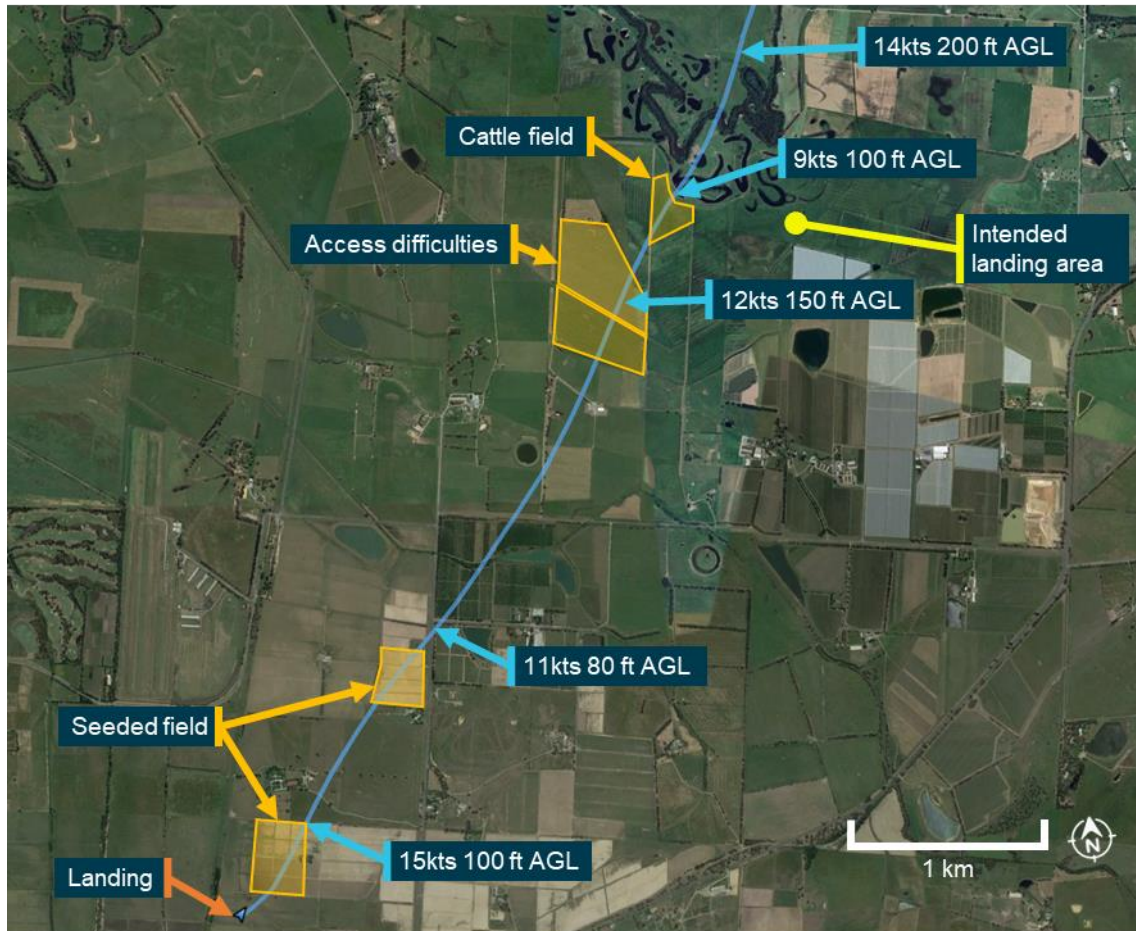 14kts 200 ft AGL
Cattle field
9kts 100 ft AGL
Access difficulties
Intended
landing area
12kts 150 ft AGL
11kts 80 ft AGL
Seeded field
15kts 100 ft AGL
Landing
1 km
N